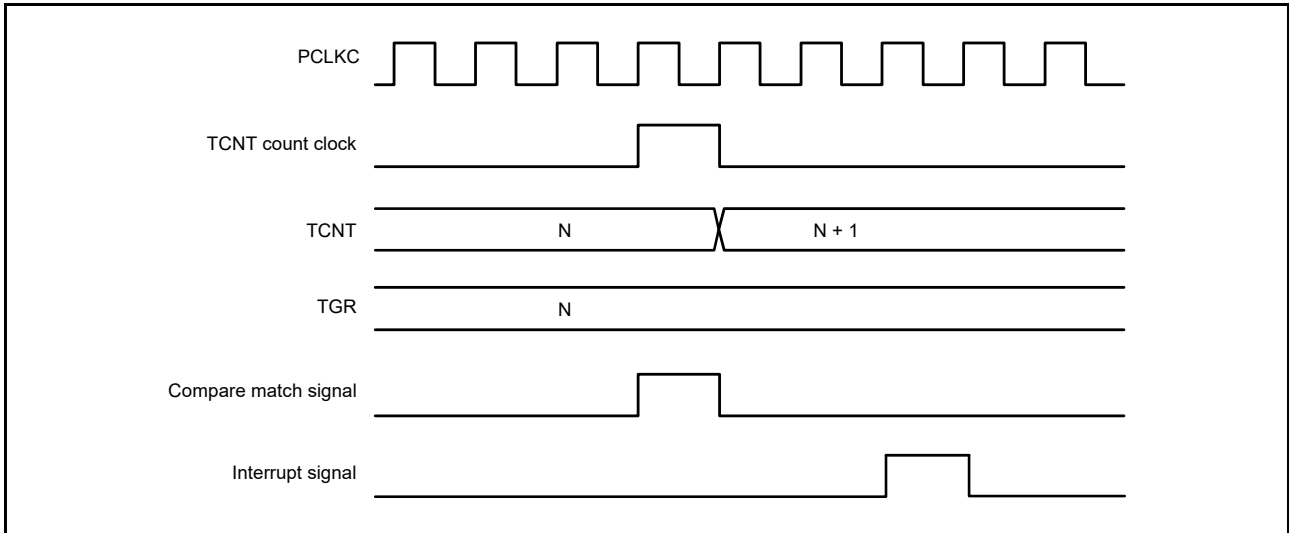 PCLKC
TCNT count clock
TCNT
N
N + 1
TGR
N
Compare match signal
Interrupt signal